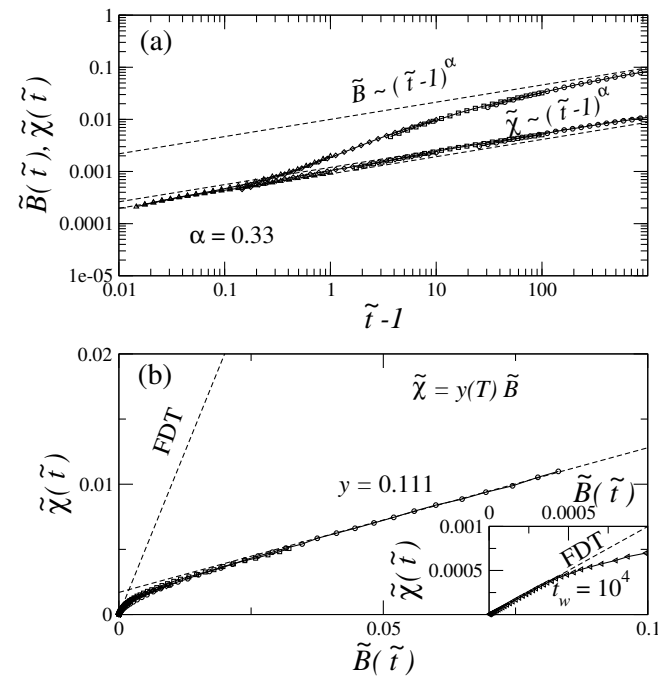 (a)
B̃(t̃), χ̃(t̃)
1
0.1
0.01
0.001
0.0001
1e-05
B̃ ~ (t̃-1)^α
χ̃ ~ (t̃-1)^α
α = 0.33
0.01 0.1 1 10 100
t̃ -1
(b)
χ̃(t̃)
0.02
0.01
0
FDT
χ̃ = y(T) B̃
y = 0.111
0 0.05 0.1
B̃(t̃)
B̃(t̃)
0 0.0005
χ̃(t̃)
0.001
0.0005
FDT
t_w = 10^4